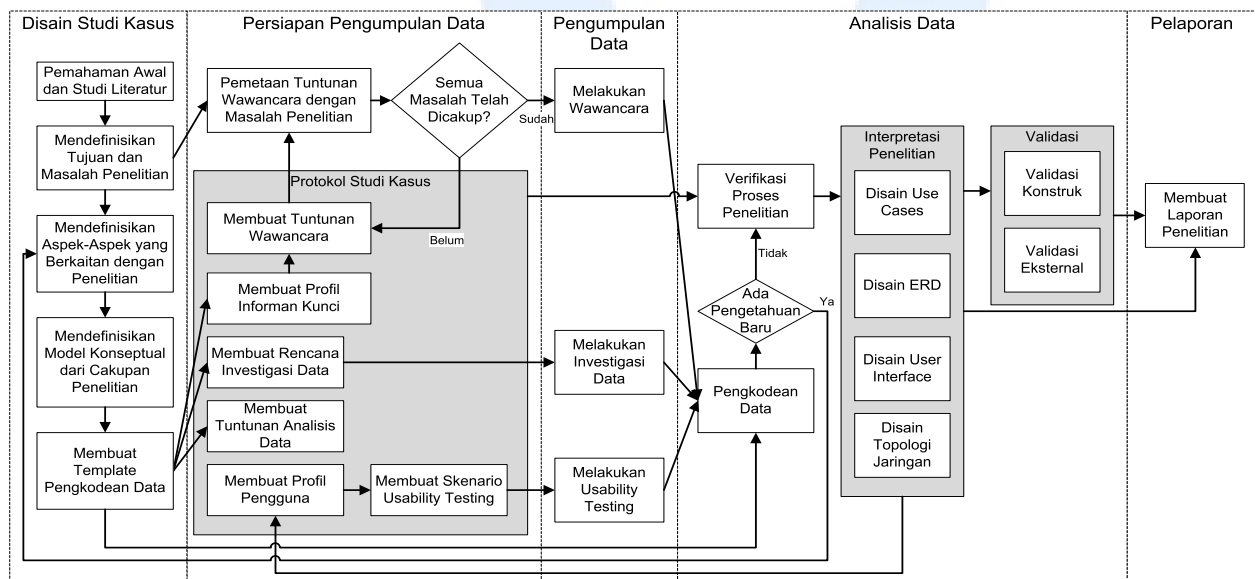 Disain Studi Kasus
Pemahaman Awal
dan Studi Literatur
Mendefinisikan
Tujuan dan
Masalah Penelitian
Mendefinisikan
Aspek-Aspek yang
Berkaitan dengan
Penelitian
Mendefinisikan
Model Konseptual
dari Cakupan
Penelitian
Membuat
Template
Pengkodean Data
Persiapan Pengumpulan Data
Pemetaan Tuntunan
Wawancara dengan
Masalah Penelitian
Semua
Masalah Telah
Dicakup?
Sudah
Belum
Protokol Studi Kasus
Membuat Tuntunan
Wawancara
Membuat Profil
Informan Kunci
Membuat Rencana
Investigasi Data
Membuat
Tuntunan Analisis
Data
Membuat Profil
Pengguna
Membuat Skenario
Usability Testing
Pengumpulan
Data
Melakukan
Wawancara
Melakukan
Investigasi
Data
Melakukan
Usability
Testing
Analisis Data
Verifikasi
Proses
Penelitian
Tidak
Ada
Pengetahuan
Baru
Ya
Pengkodean
Data
Interpretasi
Penelitian
Disain Use
Cases
Disain ERD
Disain User
Interface
Disain
Topologi
Jaringan
Validasi
Validasi
Konstruk
Validasi
Eksternal
Pelaporan
Membuat
Laporan
Penelitian